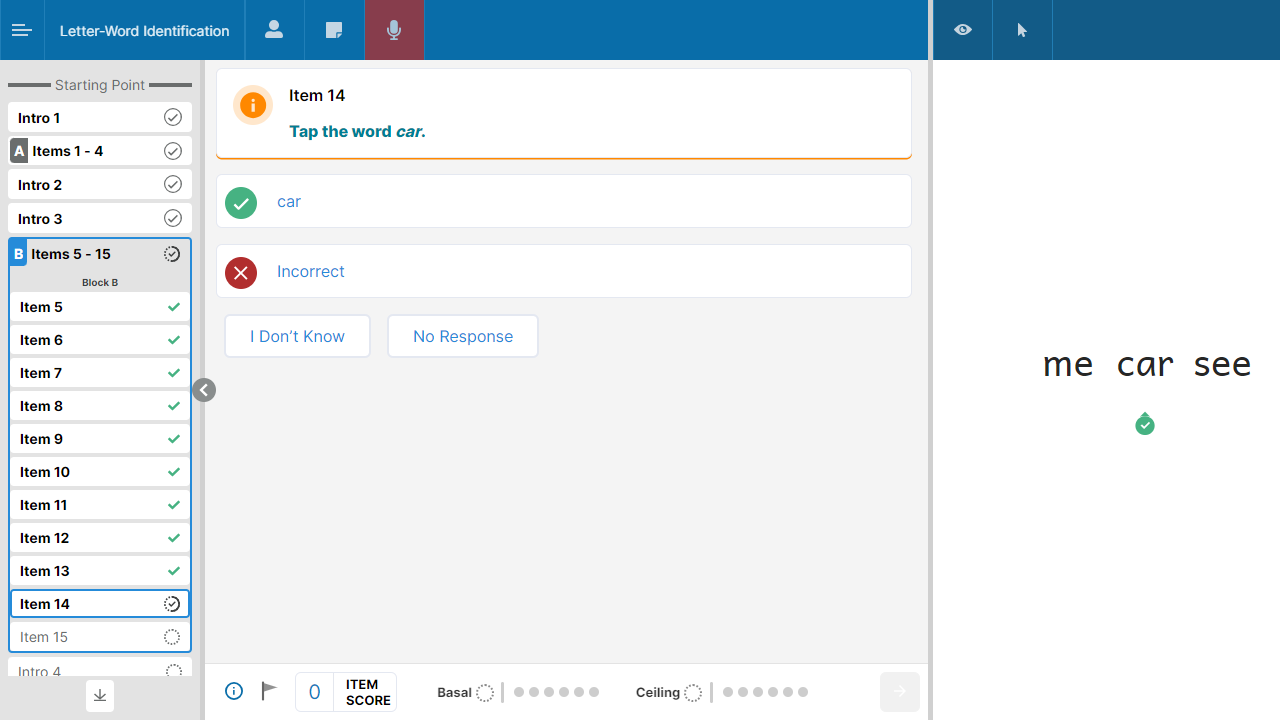 Letter-Word Identification
Starting Point
Intro 1
A Items 1 - 4
Intro 2
Intro 3
B Items 5 - 15
Block B
Item 5
Item 6
Item 7
Item 8
Item 9
Item 10
Item 11
Item 12
Item 13
Item 14
Item 15
Intro 4
Item 14
Tap the word car.
car
Incorrect
I Don’t Know
No Response
0 ITEM SCORE
Basal
Ceiling
me car see